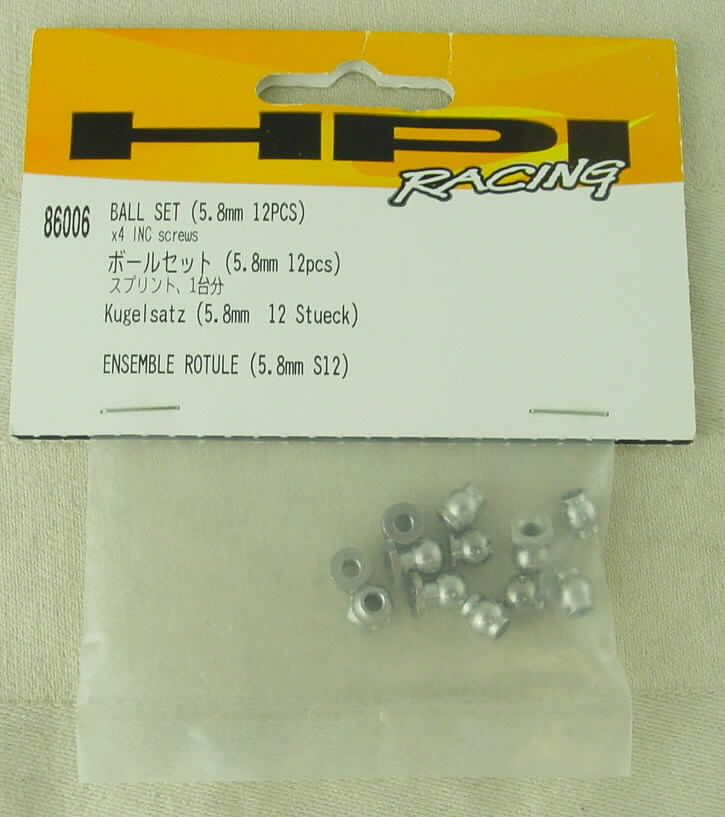 HPI
RACING
86006
BALL SET (5.8mm 12PCS)
x4 INC screws
ボールセット (5.8mm 12pcs)
スプリント、1台分
Kugelsatz (5.8mm 12 Stueck)
ENSEMBLE ROTULE (5.8mm S12)